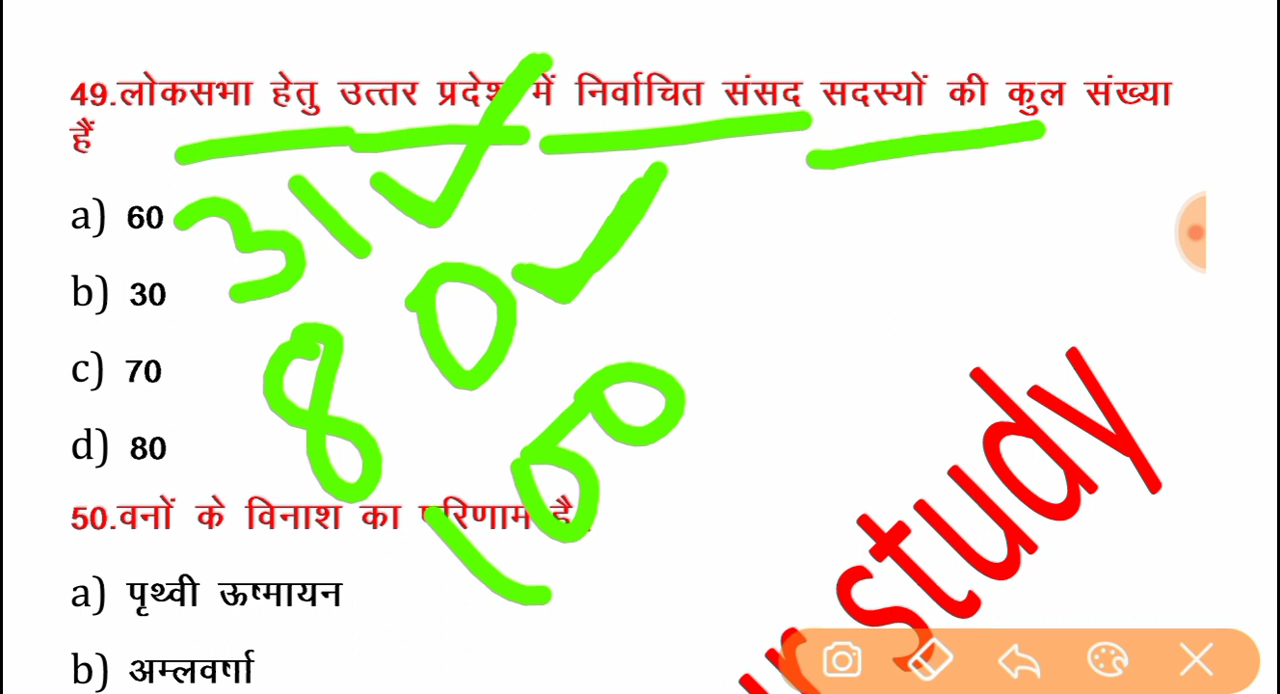 49.लोकसभा हेतु उत्तर प्रदेश में निर्वाचित संसद सदस्यों की कुल संख्या
हैं
a) 60
b) 30
c) 70
d) 80
80
50.वनों के विनाश का परिणाम है
a) पृथ्वी ऊष्मायन
b) अम्लवर्षा
study